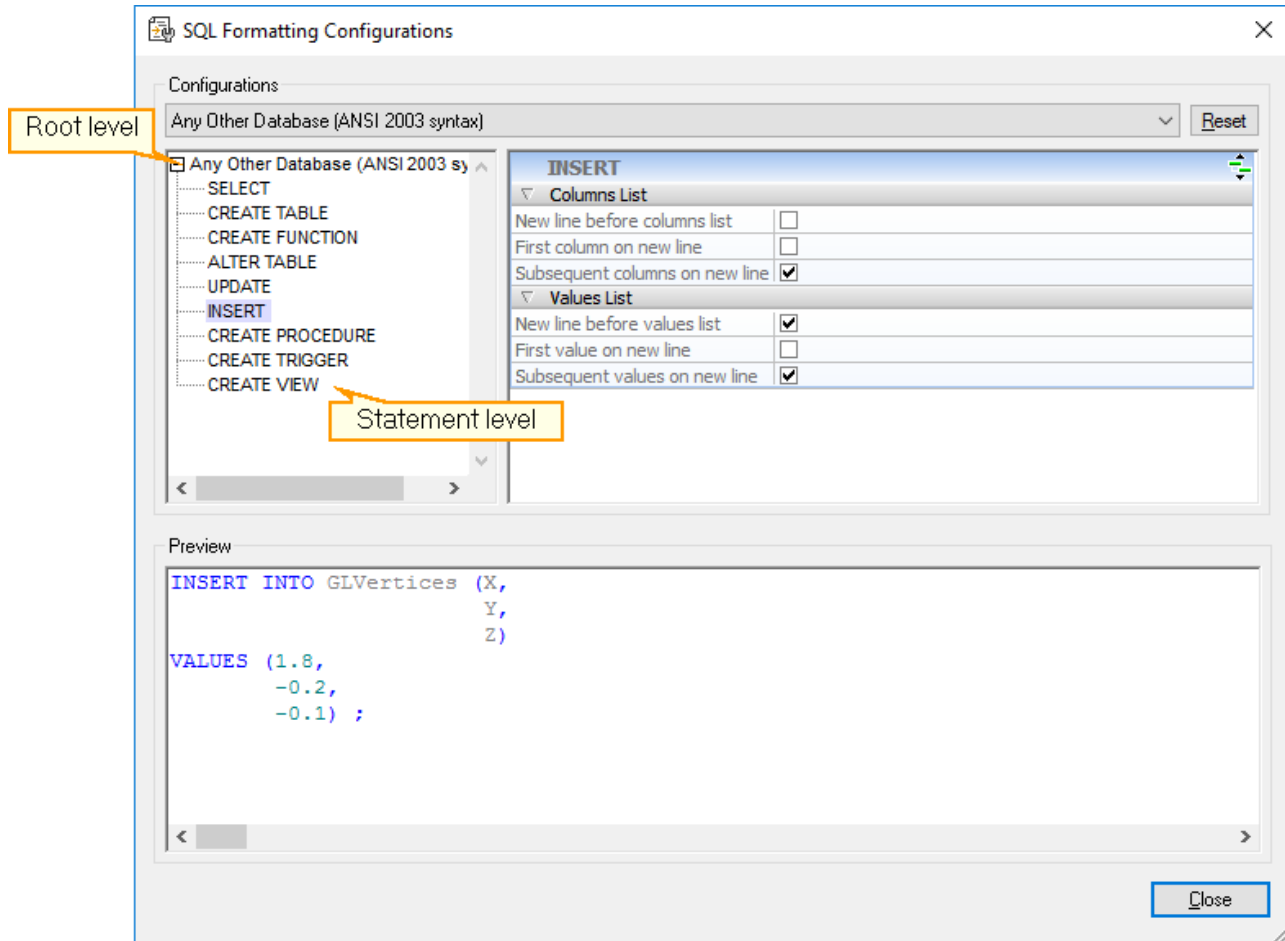 SQL Formatting Configurations
Configurations
Root level
Any Other Database (ANSI 2003 syntax)
Reset
Any Other Database (ANSI 2003 sy
SELECT
CREATE TABLE
CREATE FUNCTION
ALTER TABLE
UPDATE
INSERT
CREATE PROCEDURE
CREATE TRIGGER
CREATE VIEW
Statement level
INSERT
Columns List
New line before columns list
First column on new line
Subsequent columns on new line
Values List
New line before values list
First value on new line
Subsequent values on new line
Preview
INSERT INTO GLVertices (X,
Y,
Z)
VALUES (1.8,
-0.2,
-0.1) ;
Close